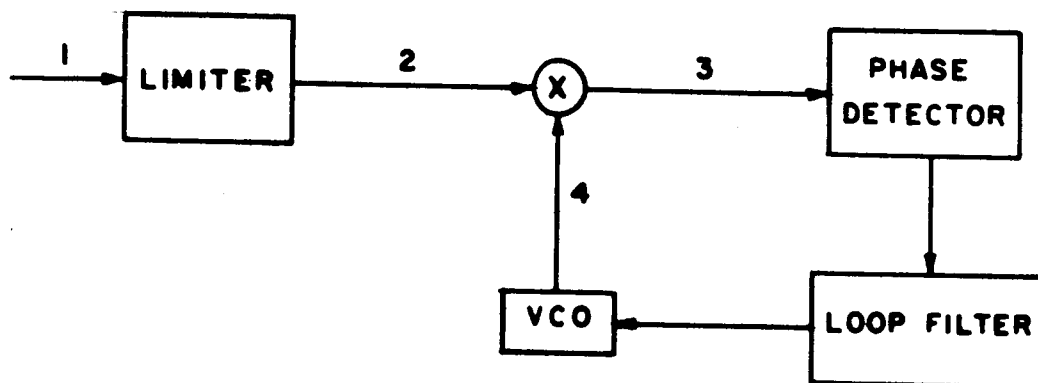 1
LIMITER
2
X
3
PHASE
DETECTOR
4
VCO
LOOP FILTER